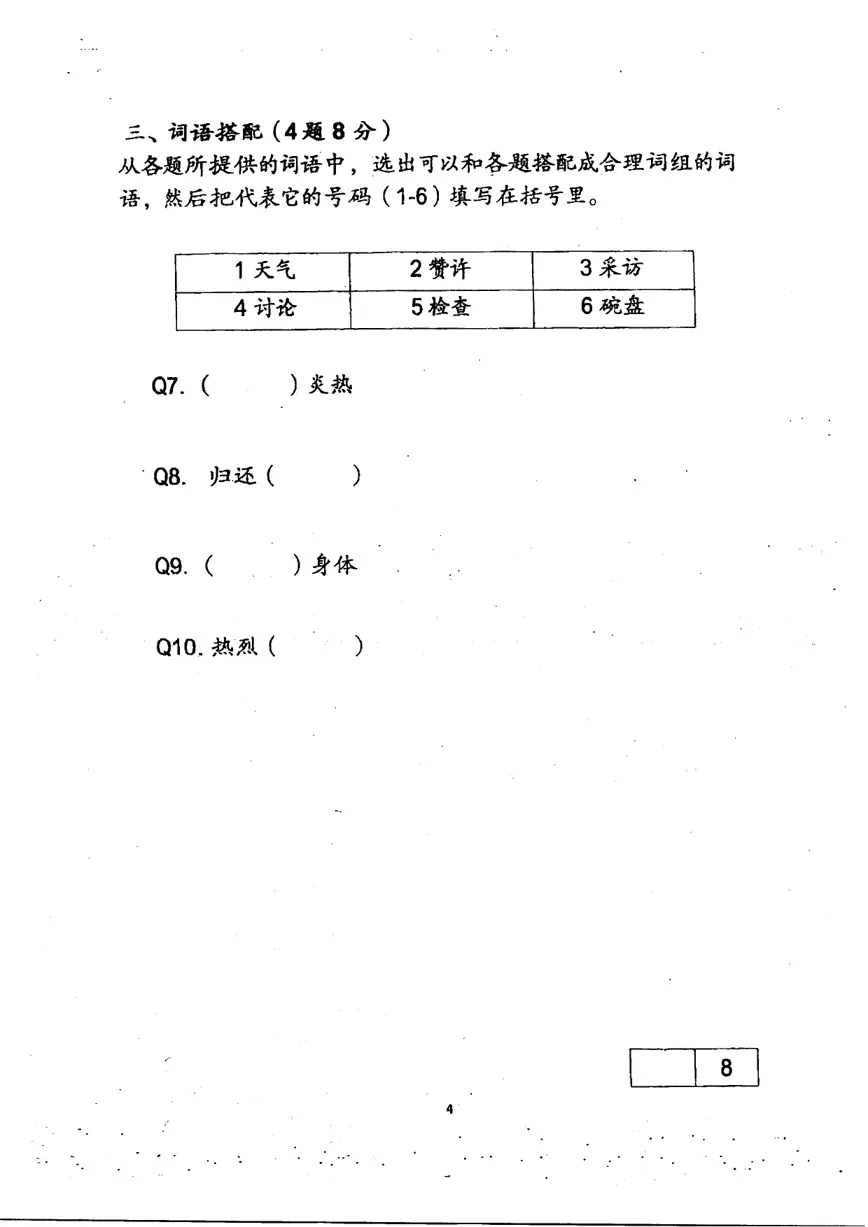 三、词语搭配（4题8分）
从各题所提供的词语中，选出可以和各题搭配成合理词组的词
语，然后把代表它的号码（1-6）填写在括号里。
1 天气 2 赞许 3 采访
4 讨论 5 检查 6 碗盘
Q7.（ ）炎热
Q8. 归还（ ）
Q9.（ ）身体
Q10. 热烈（ ）
8
4